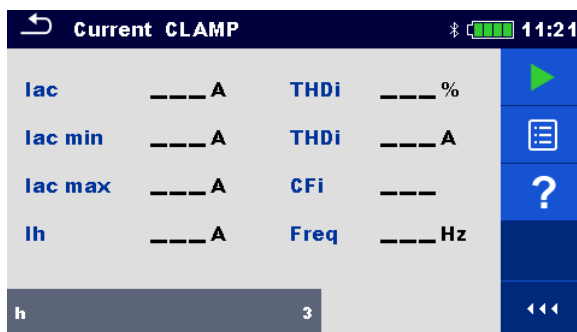 Current CLAMP 11:21
Iac ___A THDi ___%
Iac min ___A THDi ___A
Iac max ___A CFi ___
Ih ___A Freq ___Hz
?
h 3